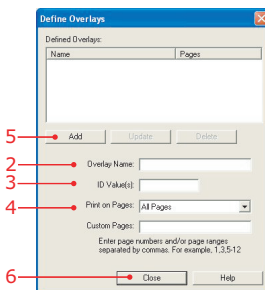 Define Overlays
Defined Overlays:
Name Pages
5 Add Update Delete
2 Overlay Name:
3 ID Value(s):
4 Print on Pages: All Pages
Custom Pages:
Enter page numbers and/or page ranges
separated by commas. For example, 1,3,5-12
6 Close Help